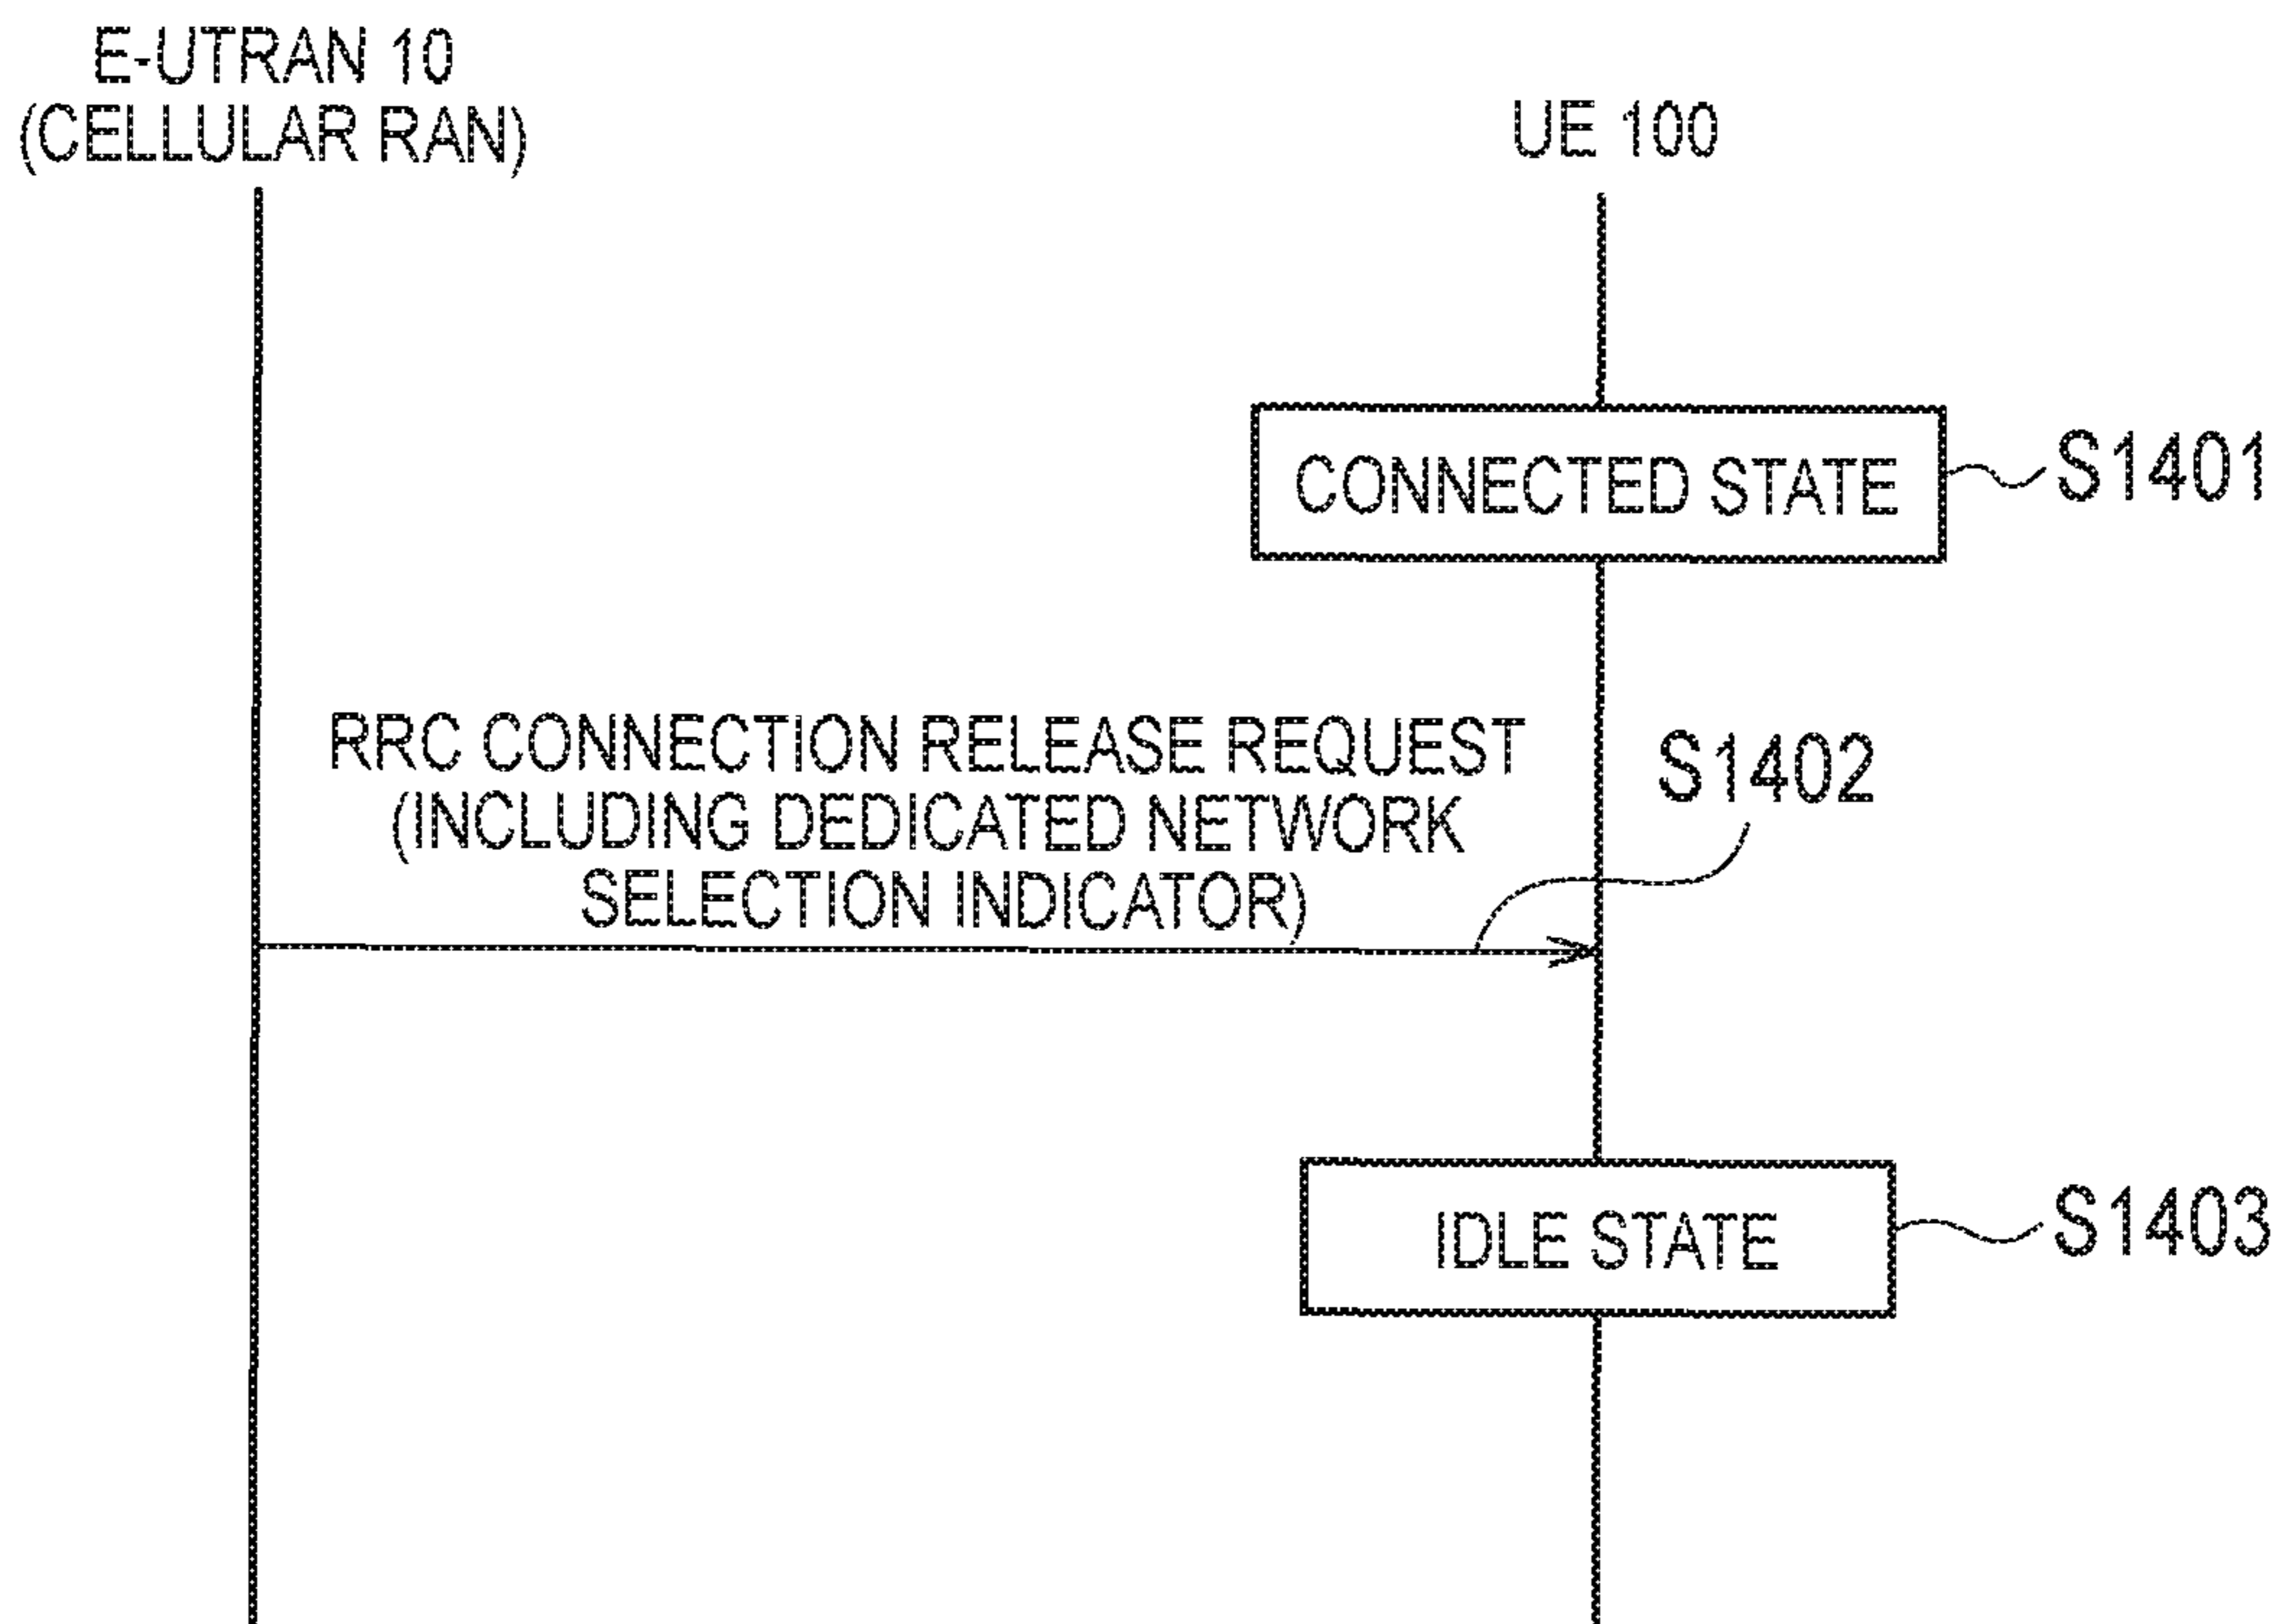 E-UTRAN 10
(CELLULAR RAN)
UE 100
CONNECTED STATE
S1401
RRC CONNECTION RELEASE REQUEST
(INCLUDING DEDICATED NETWORK
SELECTION INDICATOR)
S1402
IDLE STATE
S1403